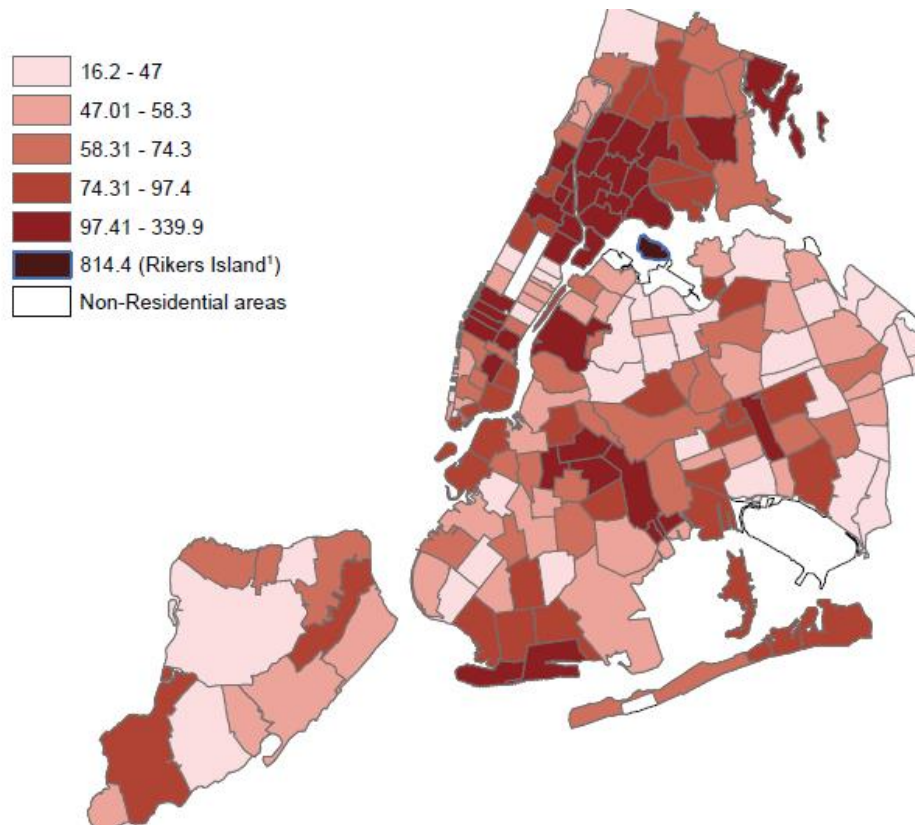 16.2 - 47
47.01 - 58.3
58.31 - 74.3
74.31 - 97.4
97.41 - 339.9
814.4 (Rikers Island¹)
Non-Residential areas